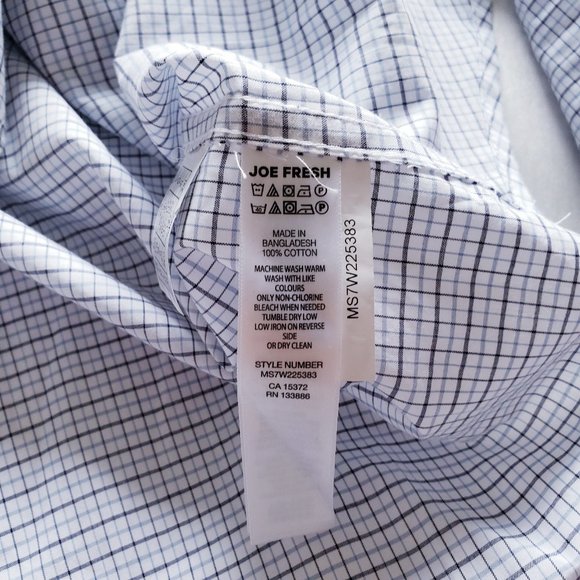 JOE FRESH
MADE IN
BANGLADESH
100% COTTON
MACHINE WASH WARM
WASH WITH LIKE
COLOURS
ONLY NON-CHLORINE
BLEACH WHEN NEEDED
TUMBLE DRY LOW
LOW IRON ON REVERSE
SIDE
OR DRY CLEAN
STYLE NUMBER
MS7W225383
CA 15372
RN 133886
MS7W225383